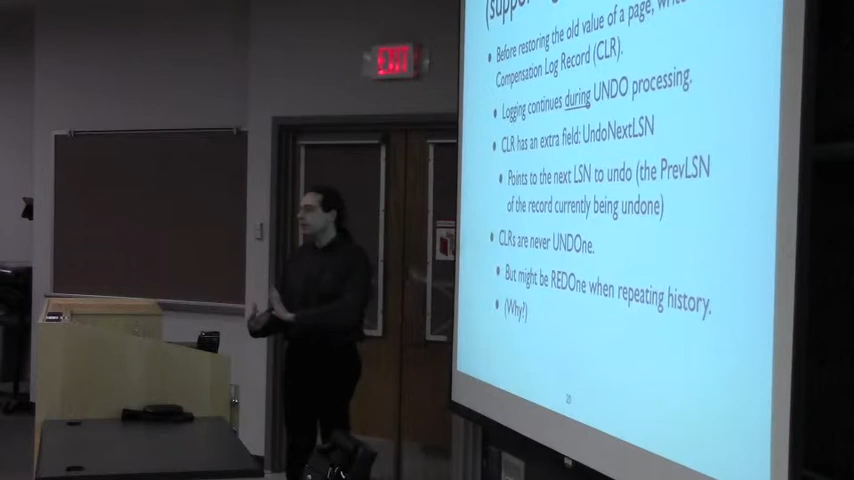 EXIT
• Before restoring the old value of a page, write
Compensation Log Record (CLR).
• Logging continues during UNDO processing.
• CLR has an extra field: UndoNextLSN
• Points to the next LSN to undo (the PrevLSN
of the record currently being undone)
• CLRs are never UNDOne.
• But might be REDOne when repeating history.
• (Why?)
20